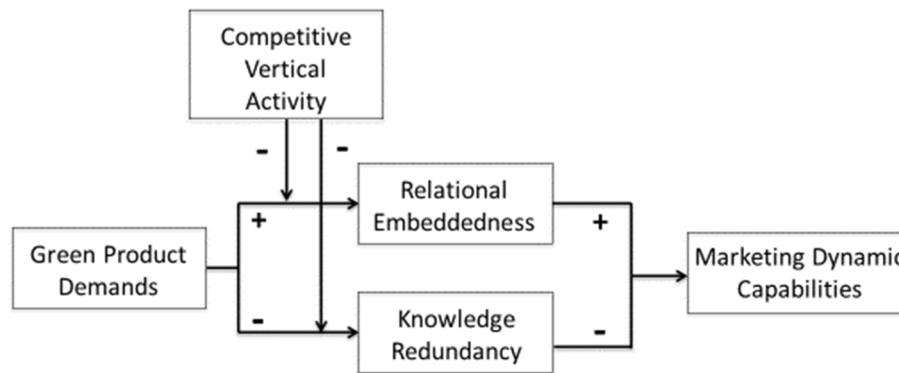 Competitive
Vertical
Activity
-
-
Relational
Embeddedness
+
+
Green Product
Demands
Marketing Dynamic
Capabilities
-
Knowledge
Redundancy
-